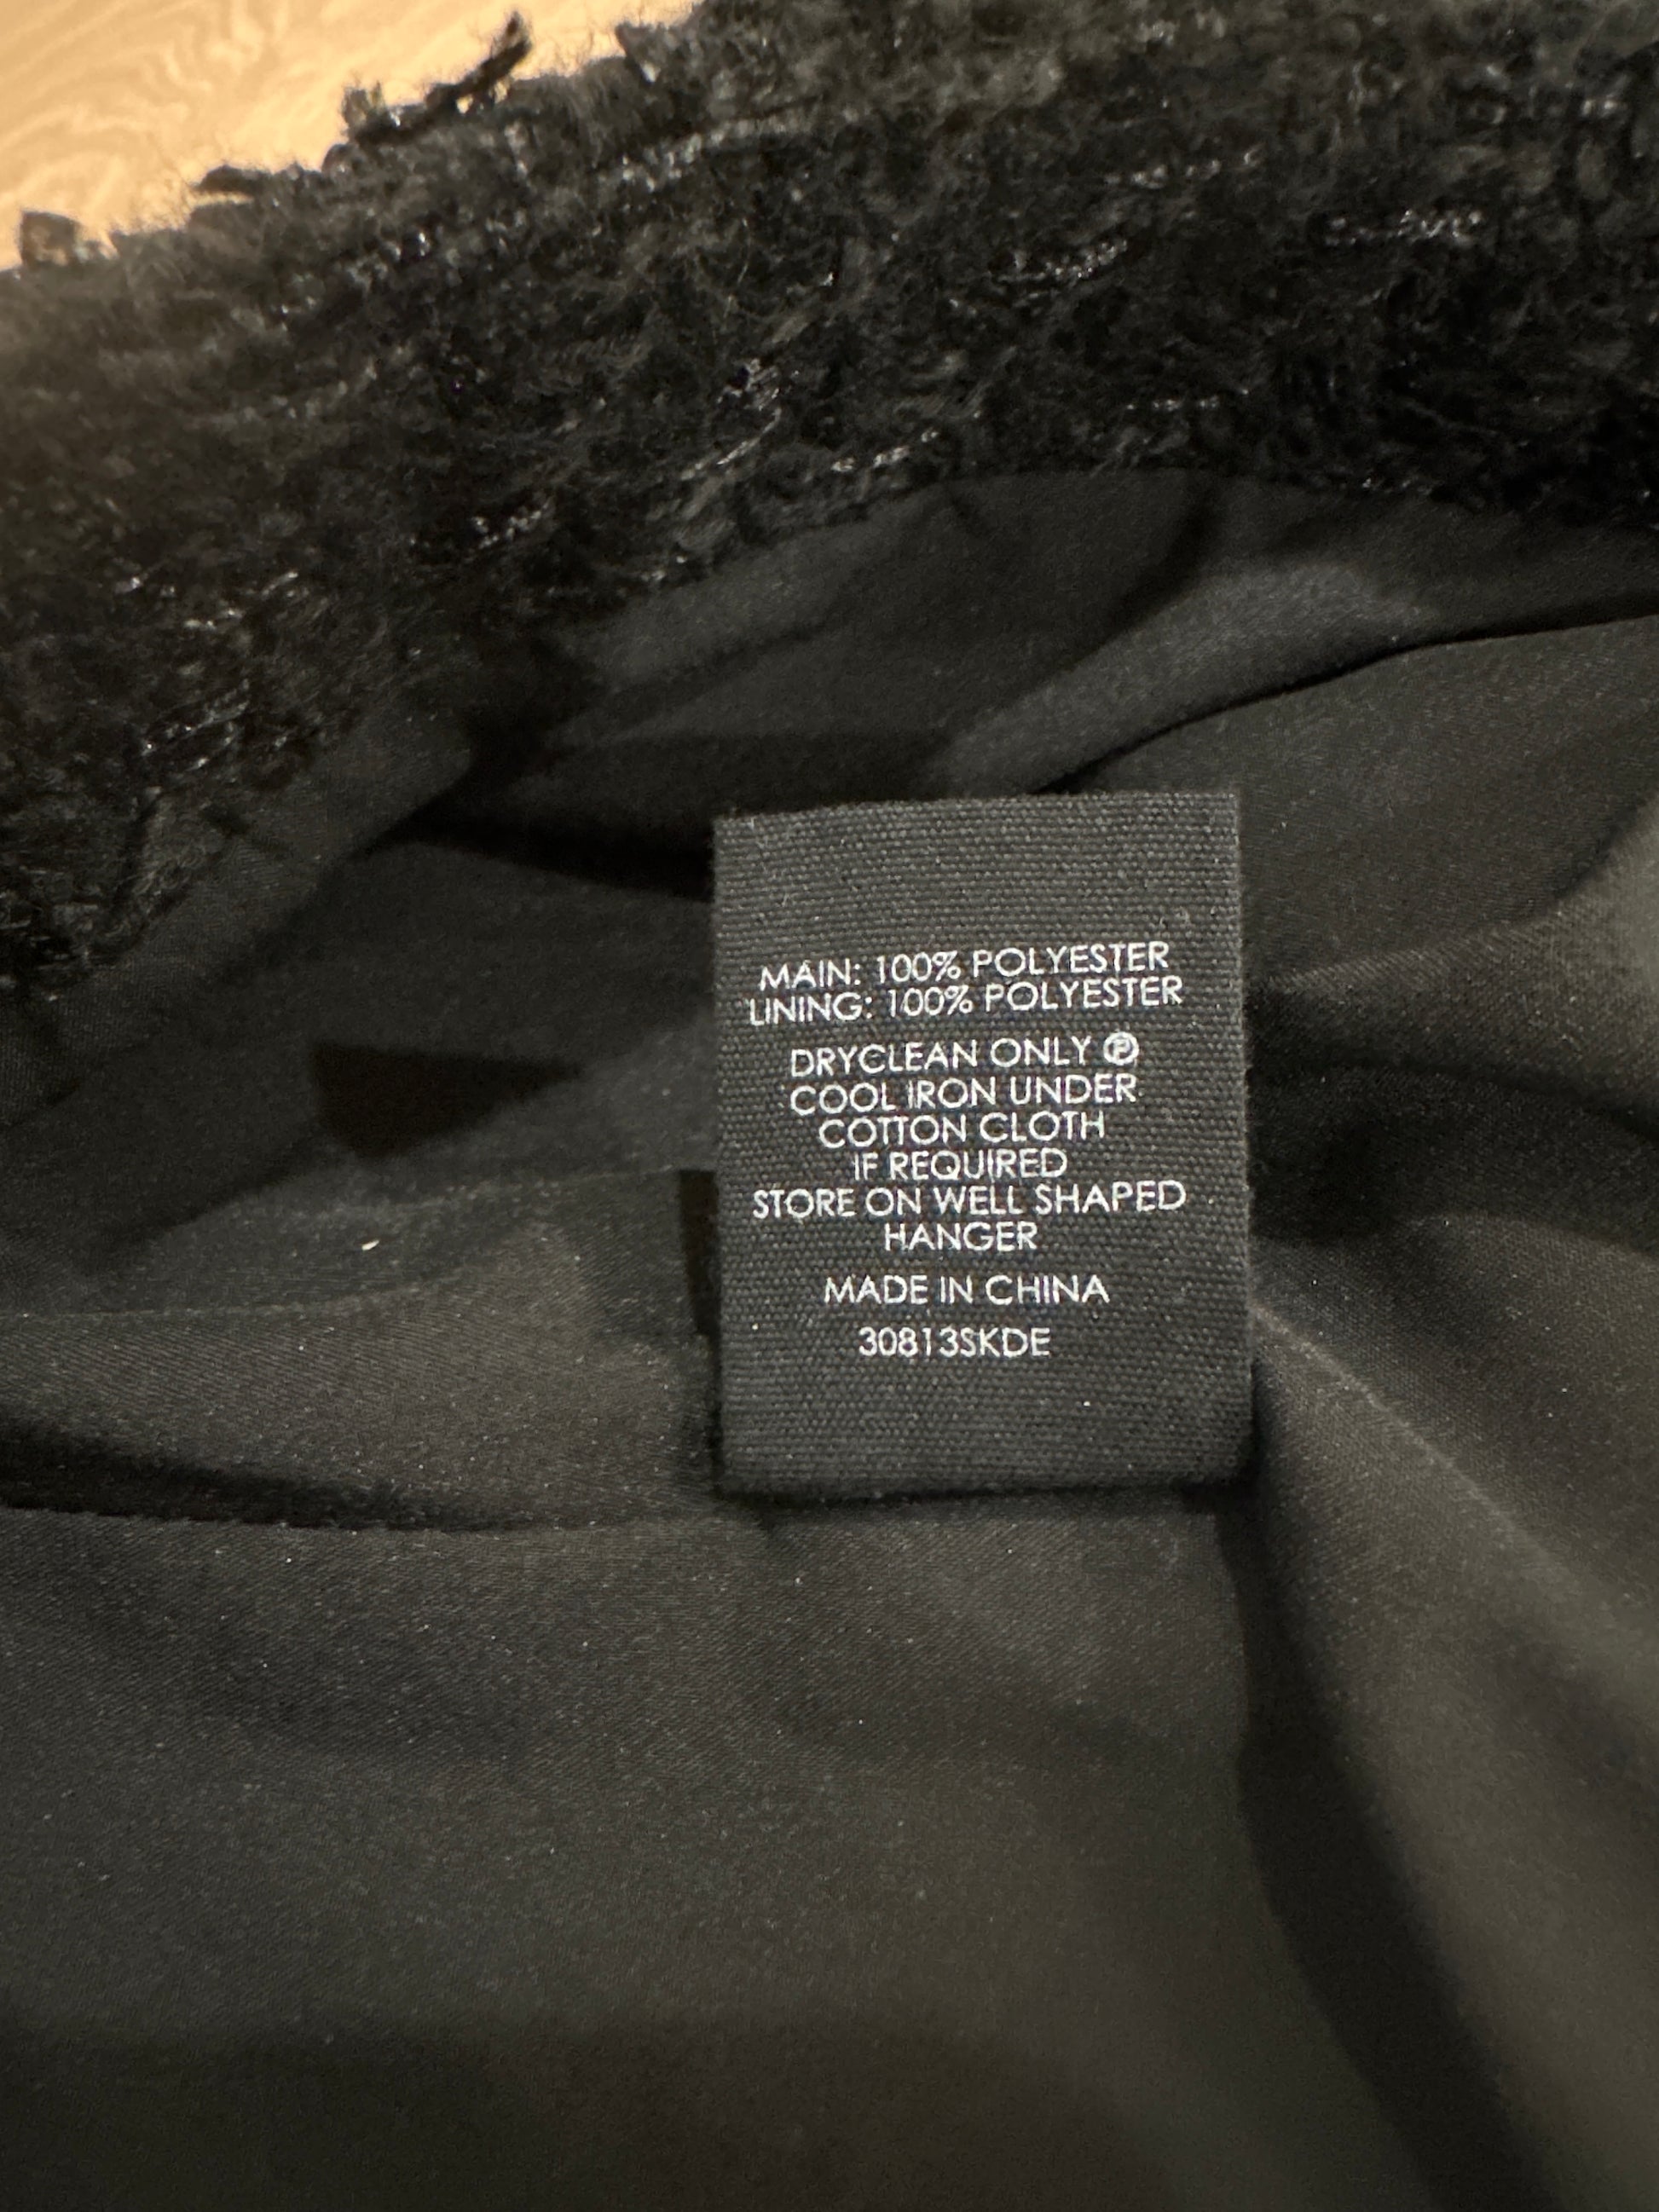 MAIN: 100% POLYESTER
LINING: 100% POLYESTER
DRYCLEAN ONLY Ⓟ
COOL IRON UNDER
COTTON CLOTH
IF REQUIRED
STORE ON WELL SHAPED
HANGER
MADE IN CHINA
30813SKDE